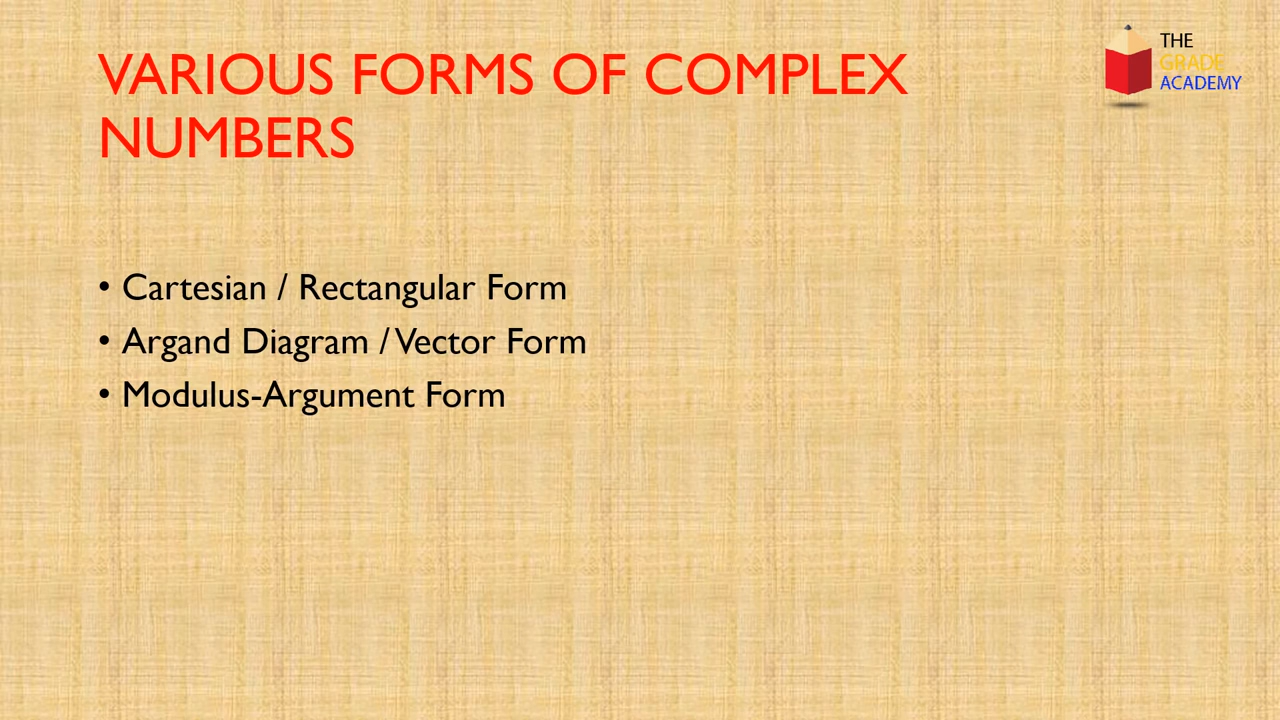 VARIOUS FORMS OF COMPLEX
NUMBERS
THE
GRADE
ACADEMY
• Cartesian / Rectangular Form
• Argand Diagram / Vector Form
• Modulus-Argument Form